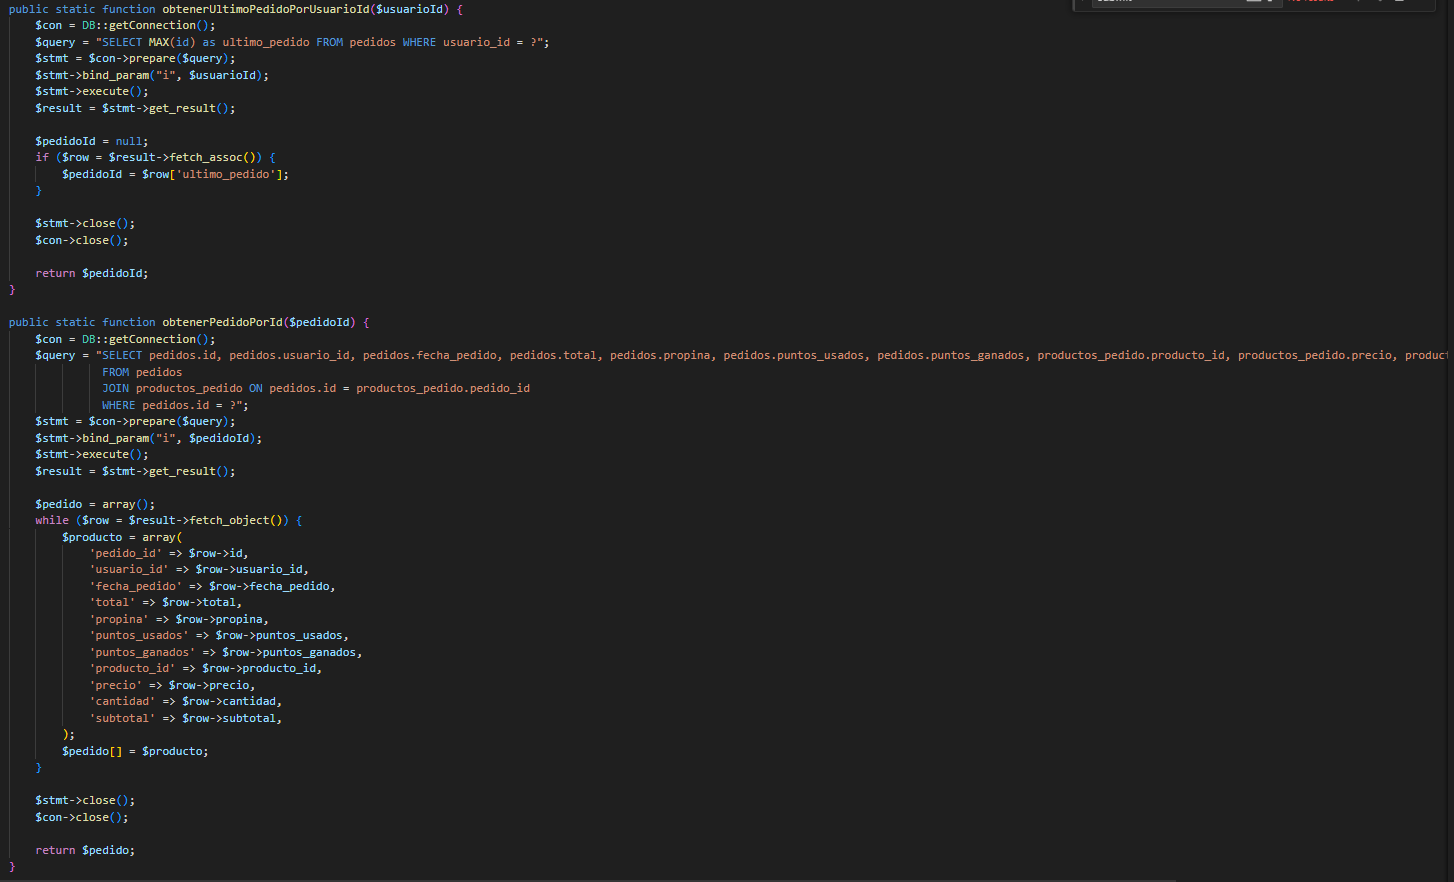 public static function obtenerUltimoPedidoPorUsuarioId($usuarioId) {
$con = DB::getConnection();
$query = "SELECT MAX(id) as ultimo_pedido FROM pedidos WHERE usuario_id = ?";
$stmt = $con->prepare($query);
$stmt->bind_param("i", $usuarioId);
$stmt->execute();
$result = $stmt->get_result();
$pedidoId = null;
if ($row = $result->fetch_assoc()) {
$pedidoId = $row['ultimo_pedido'];
}
$stmt->close();
$con->close();
return $pedidoId;
}
public static function obtenerPedidoPorId($pedidoId) {
$con = DB::getConnection();
$query = "SELECT pedidos.id, pedidos.usuario_id, pedidos.fecha_pedido, pedidos.total, pedidos.propina, pedidos.puntos_usados, pedidos.puntos_ganados, productos_pedido.producto_id, productos_pedido.precio, produc
FROM pedidos
JOIN productos_pedido ON pedidos.id = productos_pedido.pedido_id
WHERE pedidos.id = ?";
$stmt = $con->prepare($query);
$stmt->bind_param("i", $pedidoId);
$stmt->execute();
$result = $stmt->get_result();
$pedido = array();
while ($row = $result->fetch_object()) {
$producto = array(
'pedido_id' => $row->id,
'usuario_id' => $row->usuario_id,
'fecha_pedido' => $row->fecha_pedido,
'total' => $row->total,
'propina' => $row->propina,
'puntos_usados' => $row->puntos_usados,
'puntos_ganados' => $row->puntos_ganados,
'producto_id' => $row->producto_id,
'precio' => $row->precio,
'cantidad' => $row->cantidad,
'subtotal' => $row->subtotal,
);
$pedido[] = $producto;
}
$stmt->close();
$con->close();
return $pedido;
}